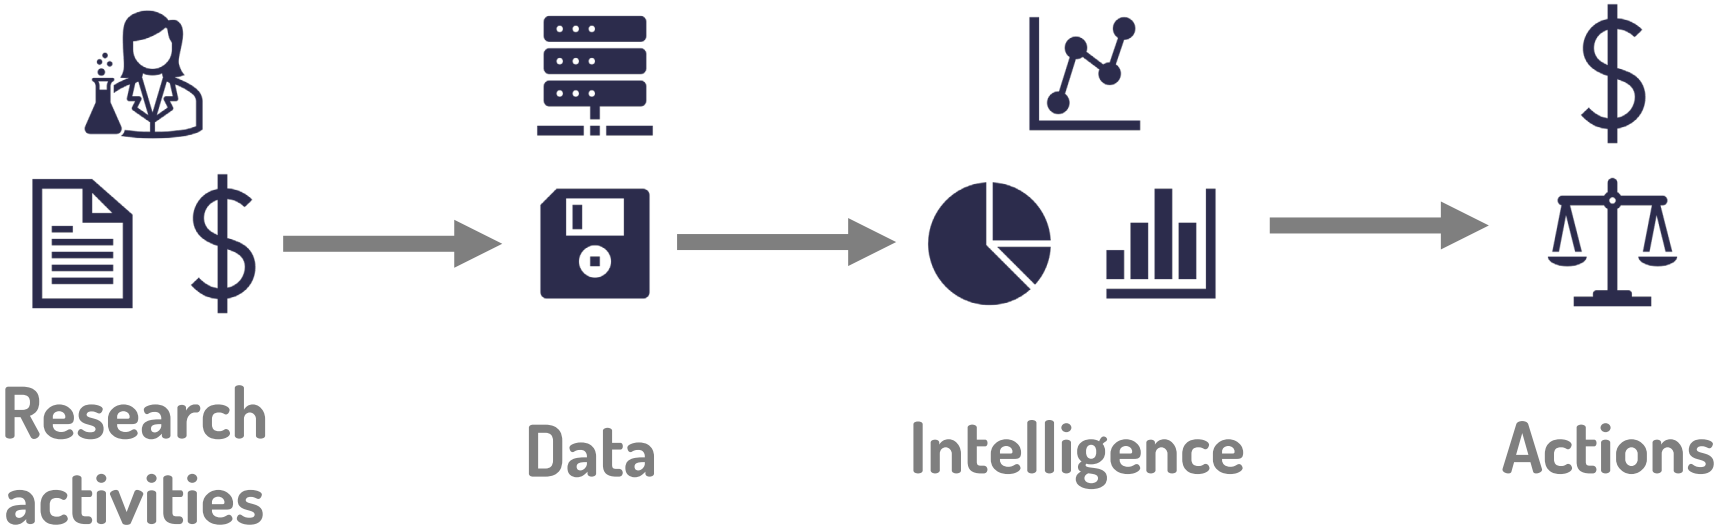 Research
activities
Data
Intelligence
Actions